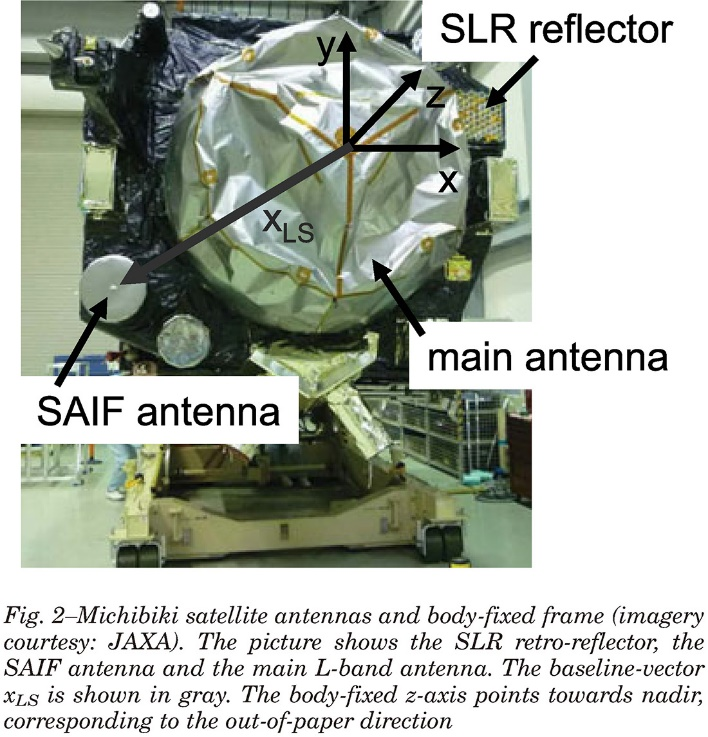 SLR reflector
y
z
x
xLS
main antenna
SAIF antenna
Fig. 2–Michibiki satellite antennas and body-fixed frame (imagery
courtesy: JAXA). The picture shows the SLR retro-reflector, the
SAIF antenna and the main L-band antenna. The baseline-vector
xLS is shown in gray. The body-fixed z-axis points towards nadir,
corresponding to the out-of-paper direction